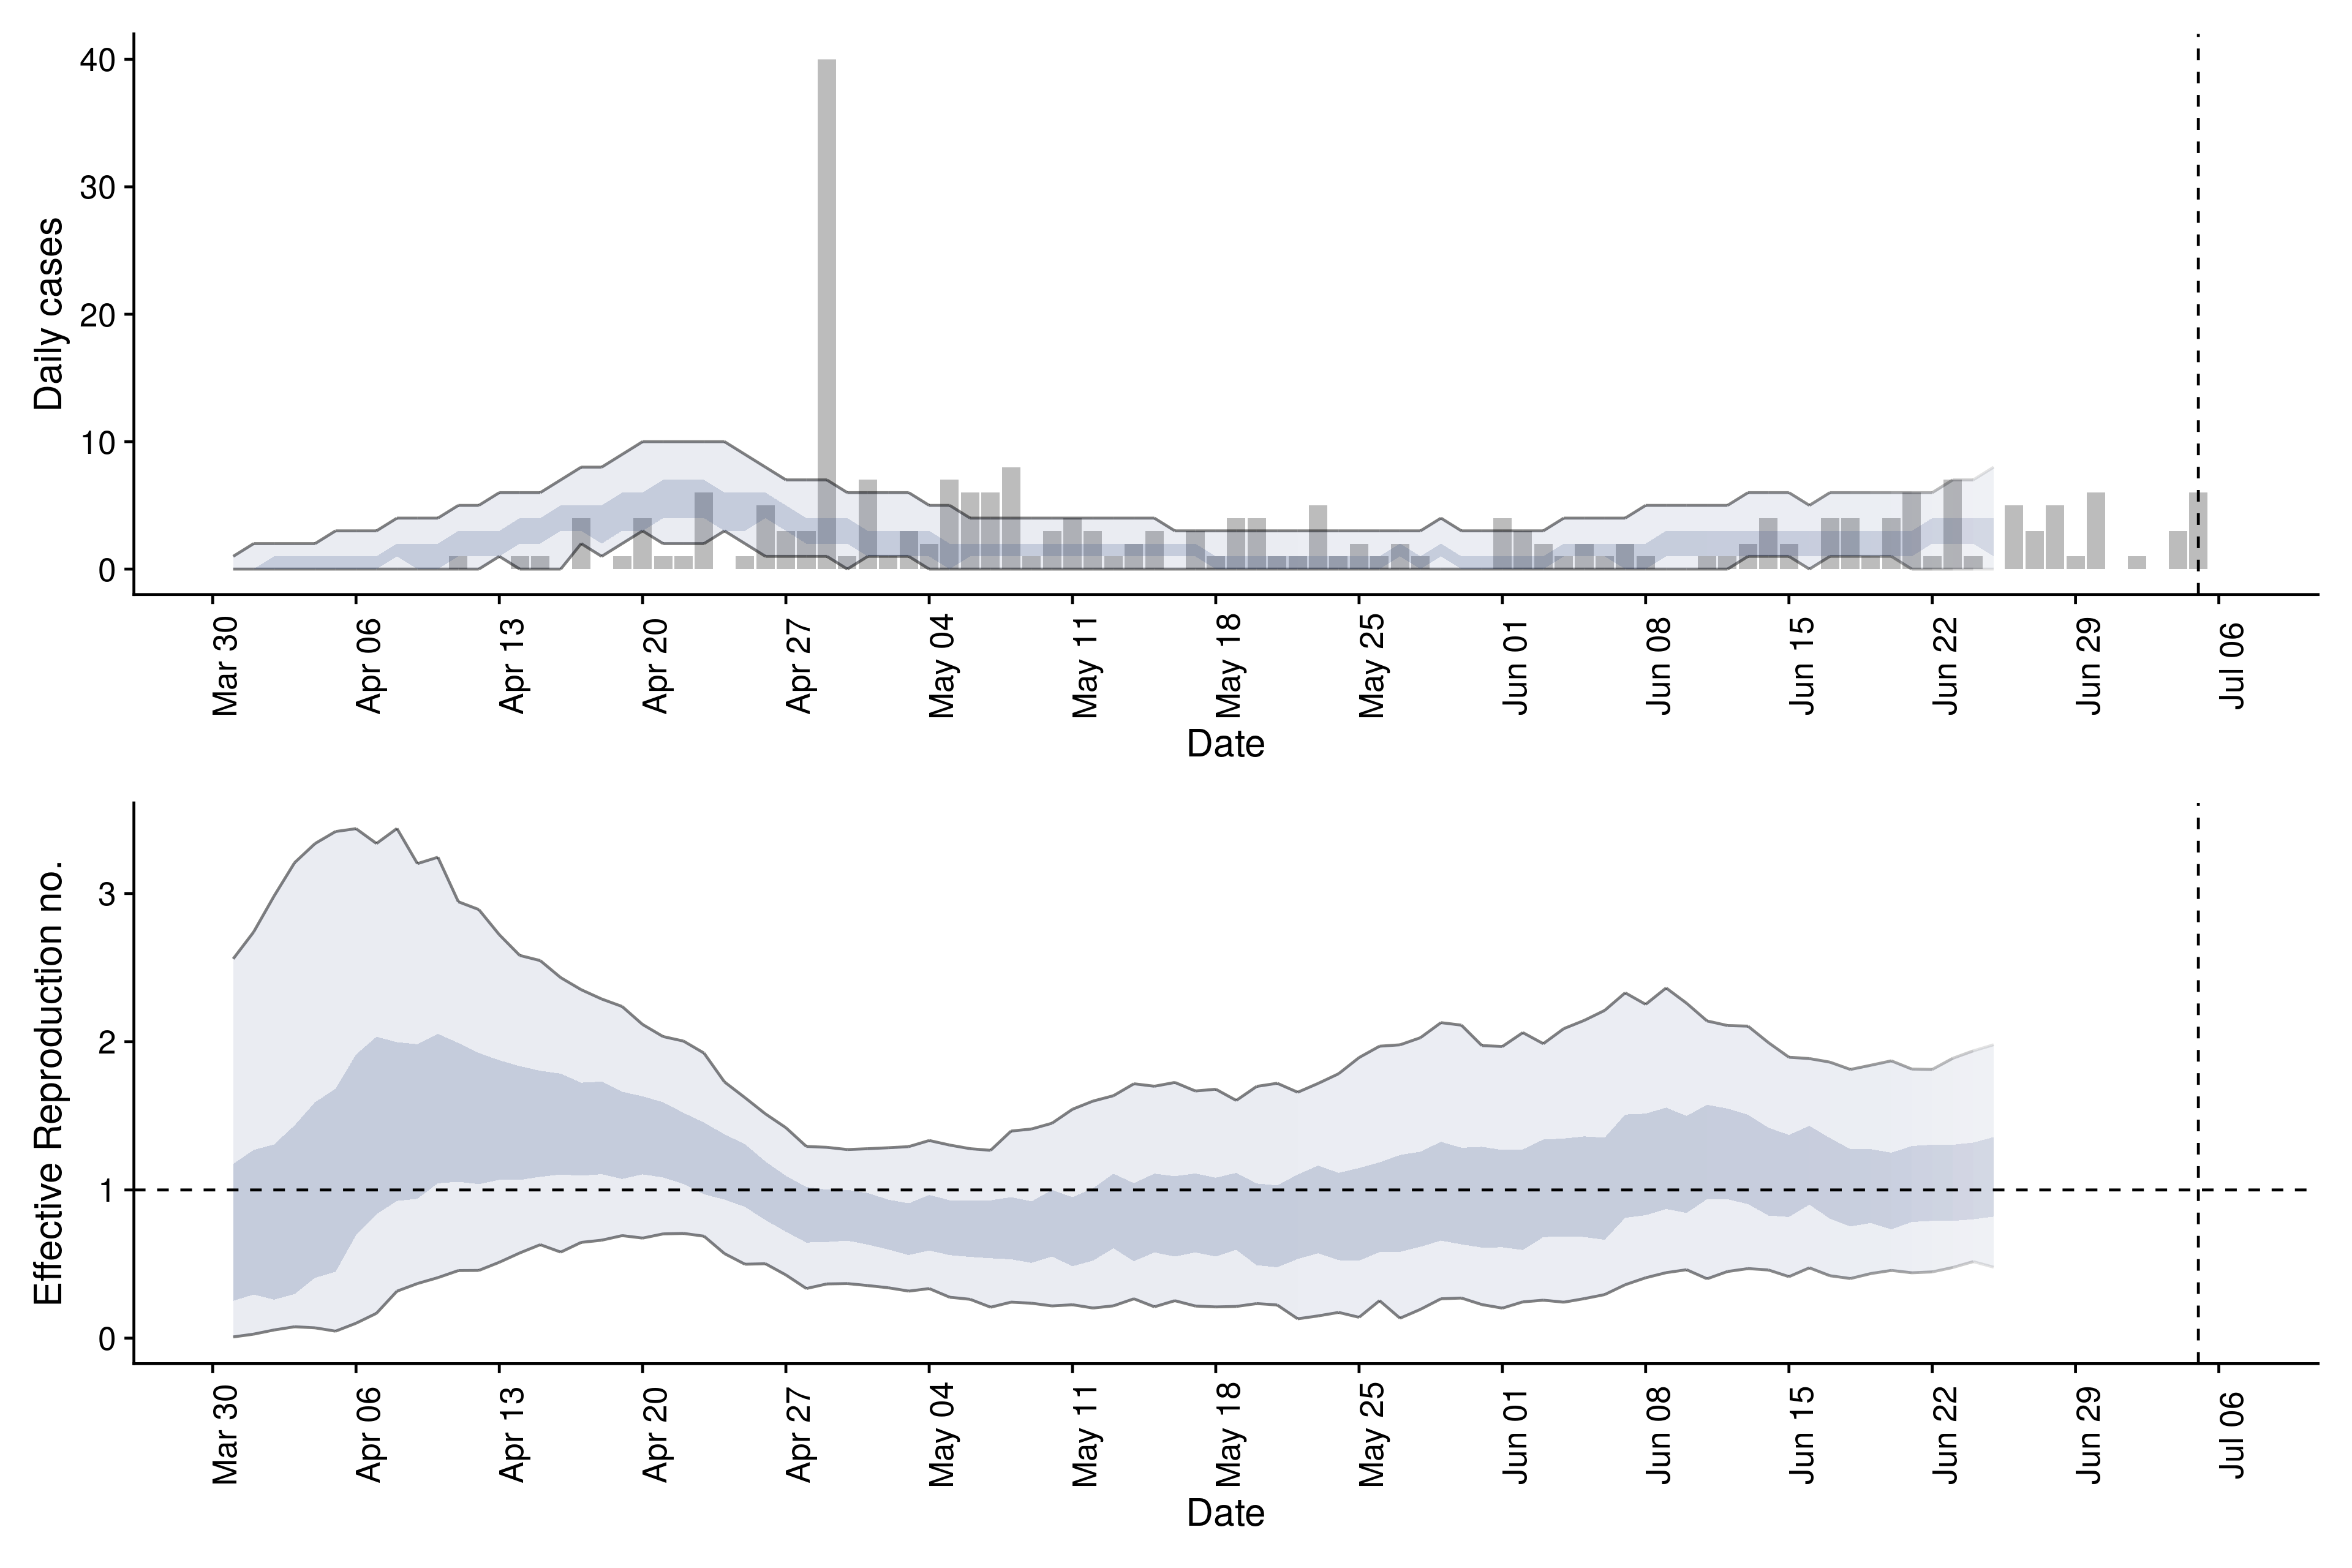 Daily cases
40
30
20
10
0
Mar 30
Apr 06
Apr 13
Apr 20
Apr 27
May 04
May 11
May 18
May 25
Jun 01
Jun 08
Jun 15
Jun 22
Jun 29
Jul 06
Date
Effective Reproduction no.
3
2
1
0
Mar 30
Apr 06
Apr 13
Apr 20
Apr 27
May 04
May 11
May 18
May 25
Jun 01
Jun 08
Jun 15
Jun 22
Jun 29
Jul 06
Date